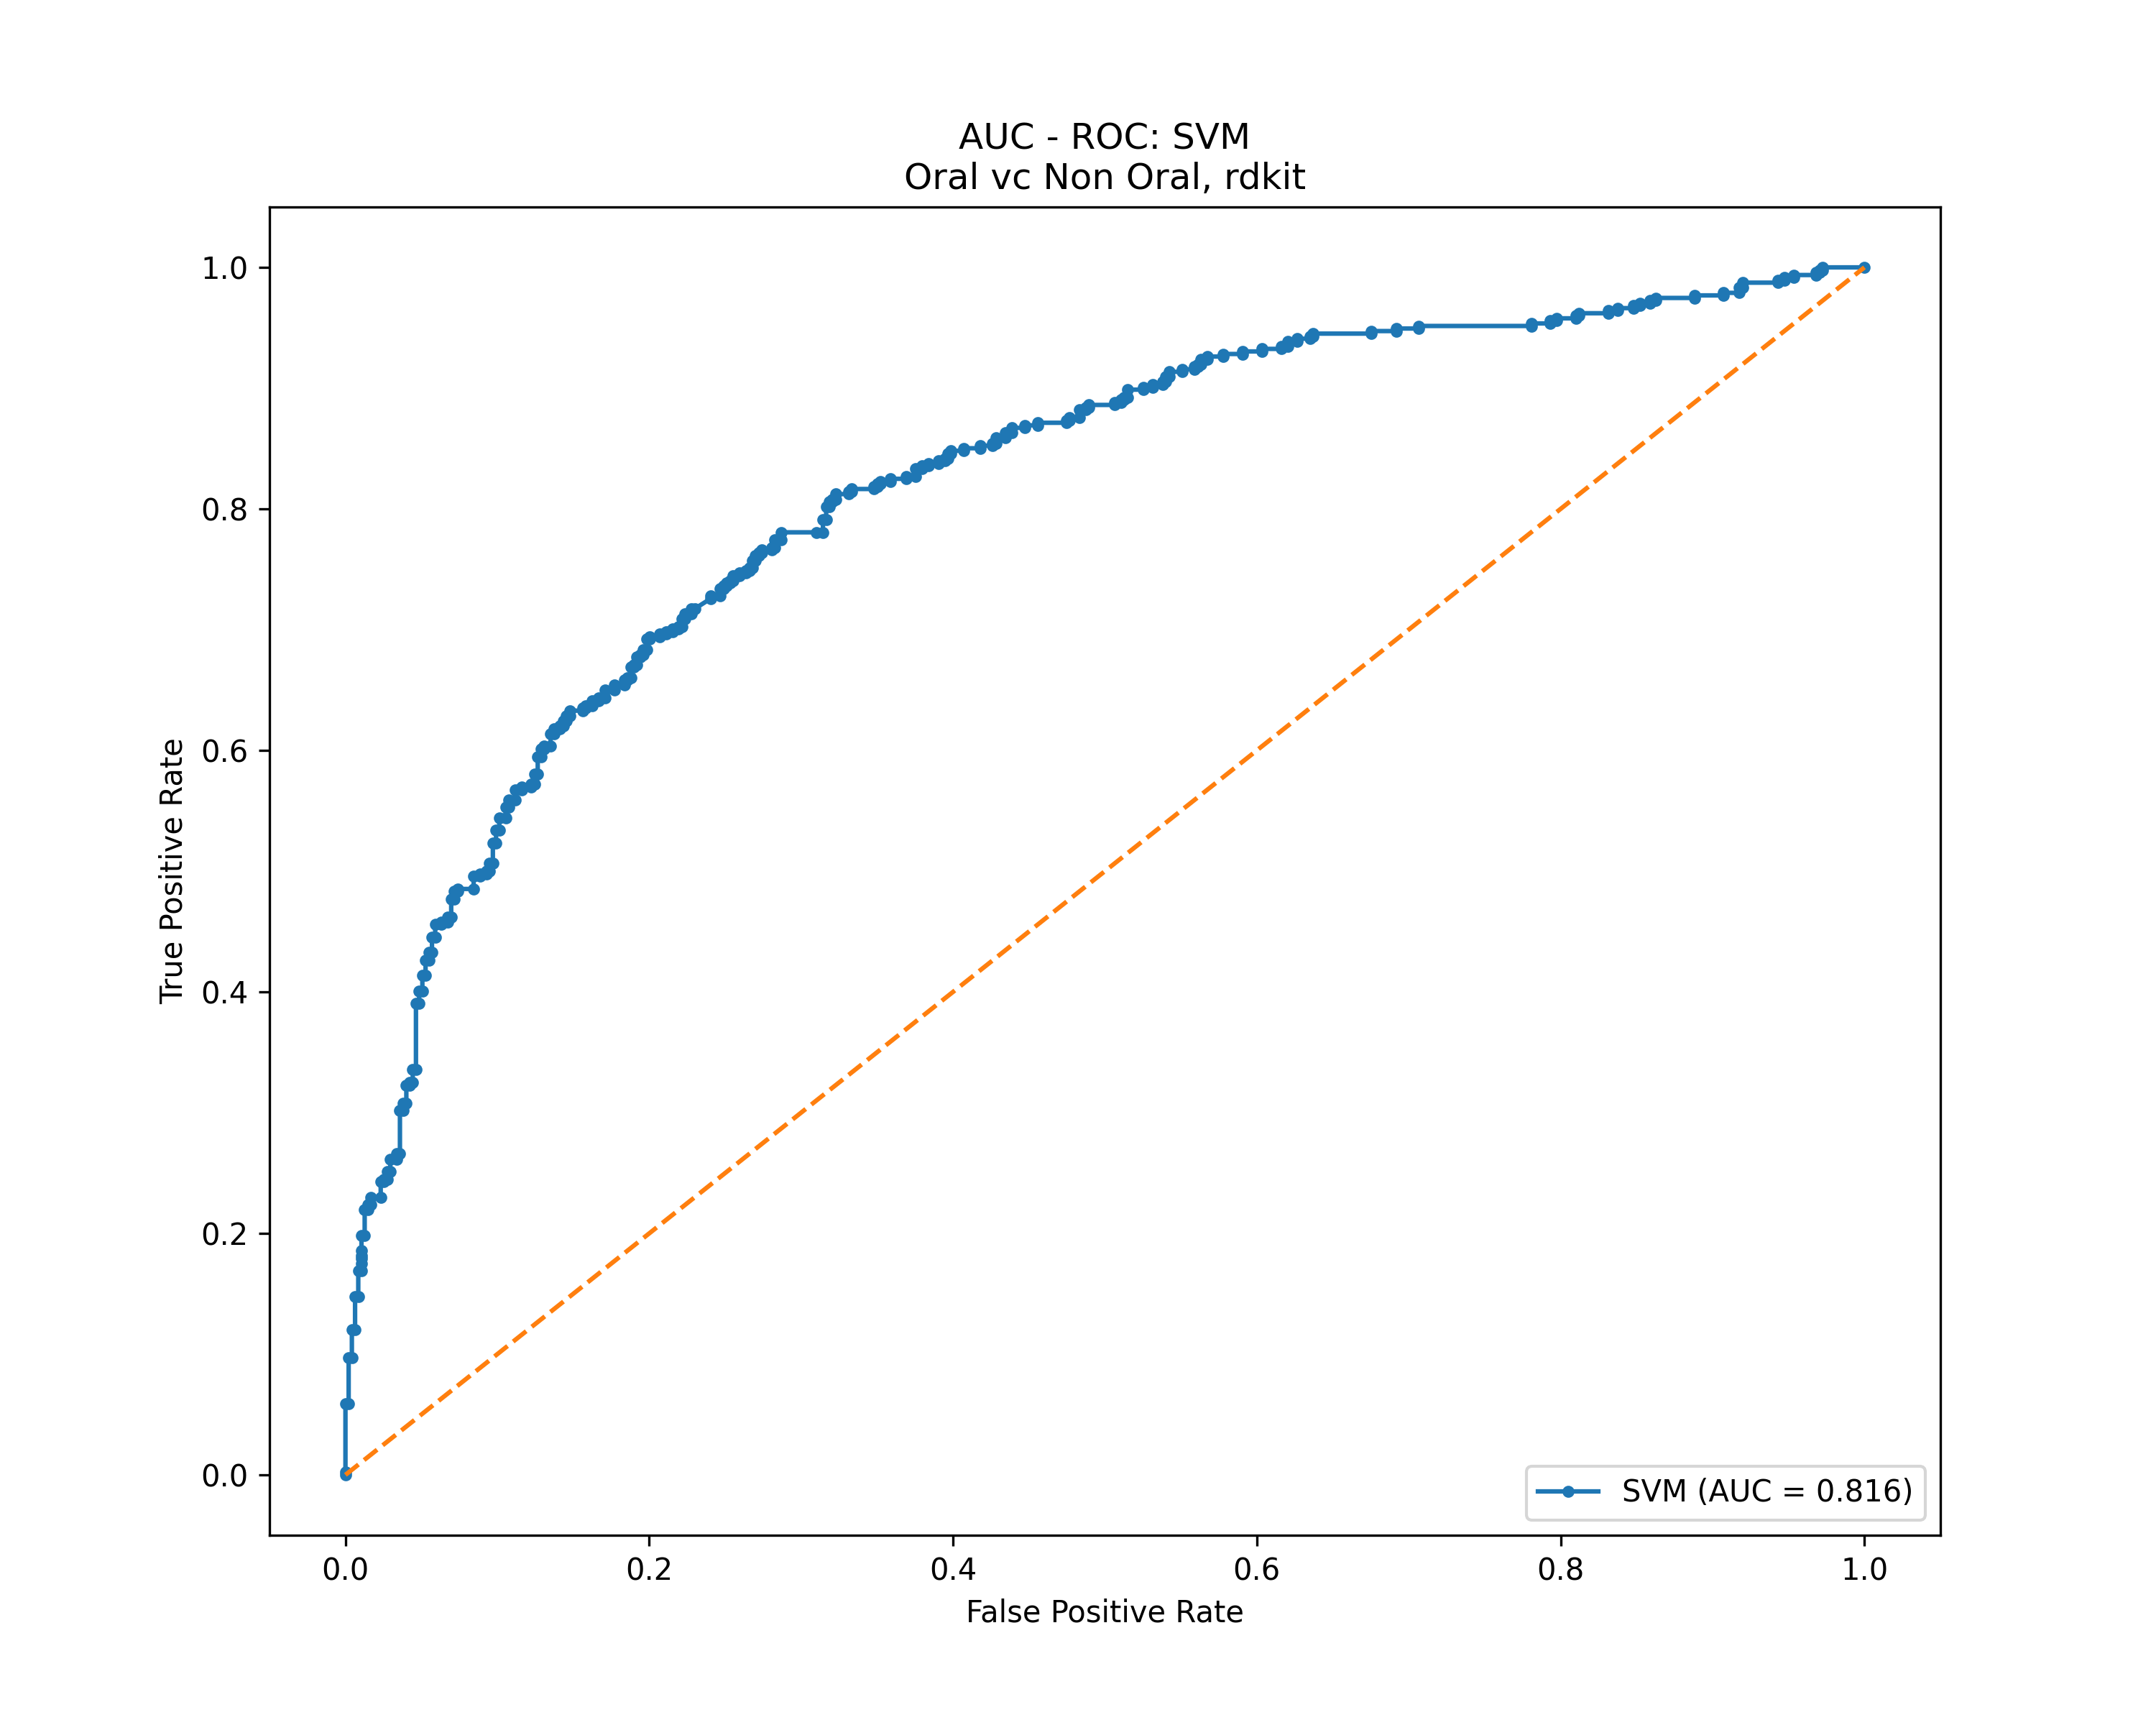 AUC - ROC: SVM
Oral vc Non Oral, rdkit
True Positive Rate
1.0
0.8
0.6
0.4
0.2
0.0
SVM (AUC = 0.816)
0.0 0.2 0.4 0.6 0.8 1.0
False Positive Rate